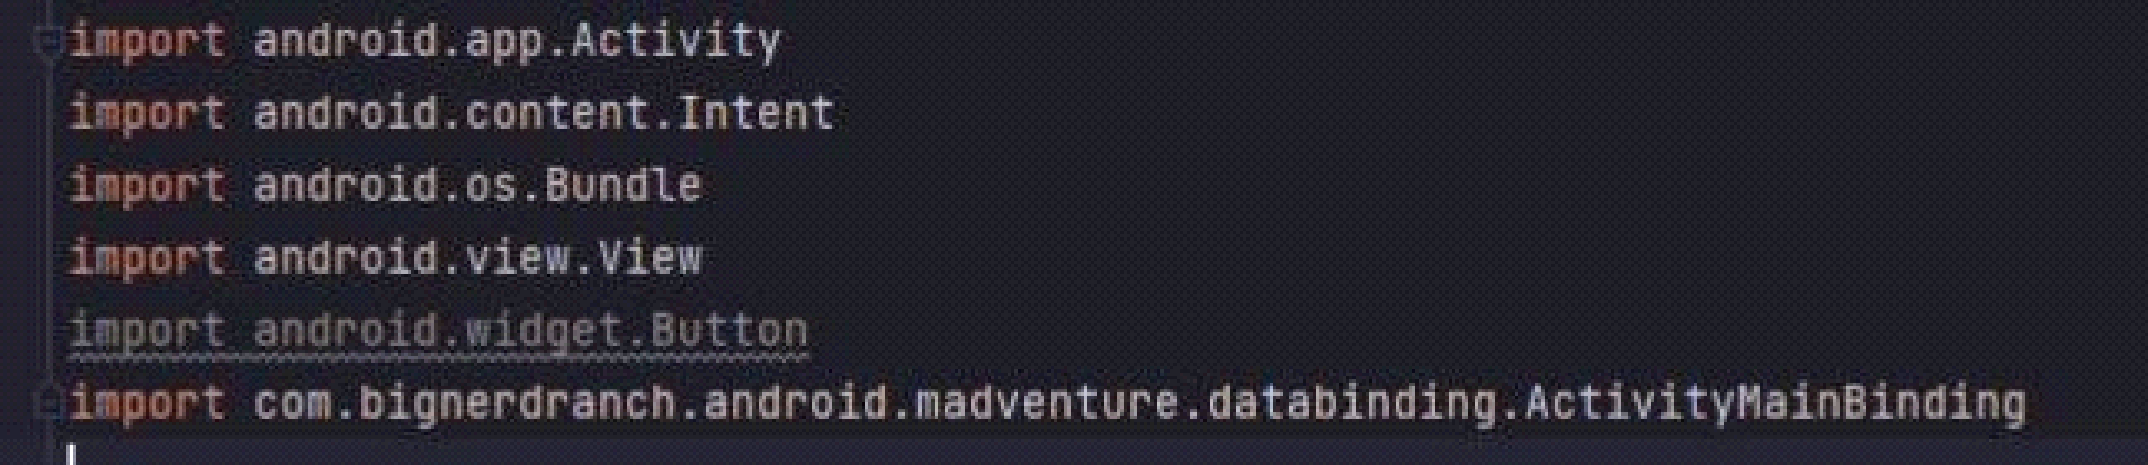 import android.app.Activity
import android.content.Intent
import android.os.Bundle
import android.view.View
import android.widget.Button
import com.bignerdranch.android.madventure.databinding.ActivityMainBinding